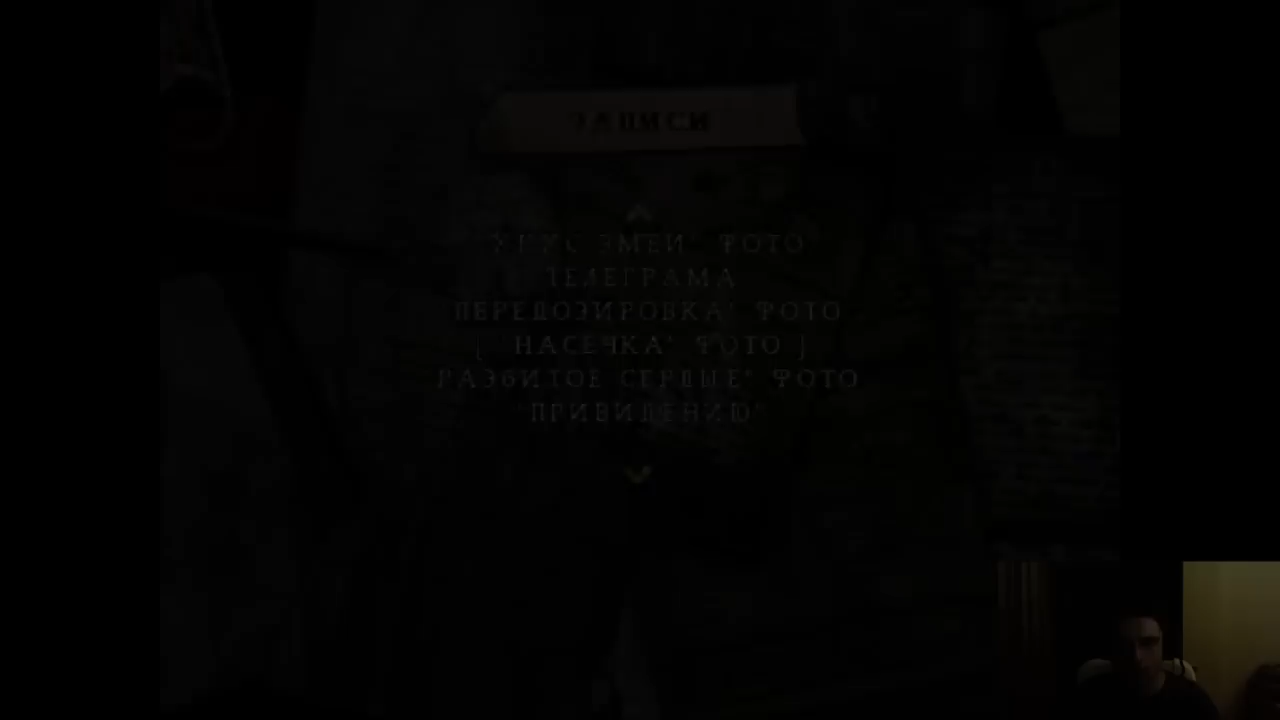 ЗАПИСИ
УКУС ЗМЕИ" ФОТО
ТЕЛЕГРАМА
ПЕРЕДОЗИРОВКА" ФОТО
[ "НАСЕЧКА" ФОТО ]
РАЗБИТОЕ СЕРДЦЕ" ФОТО
"ПРИВИДЕНИЮ"